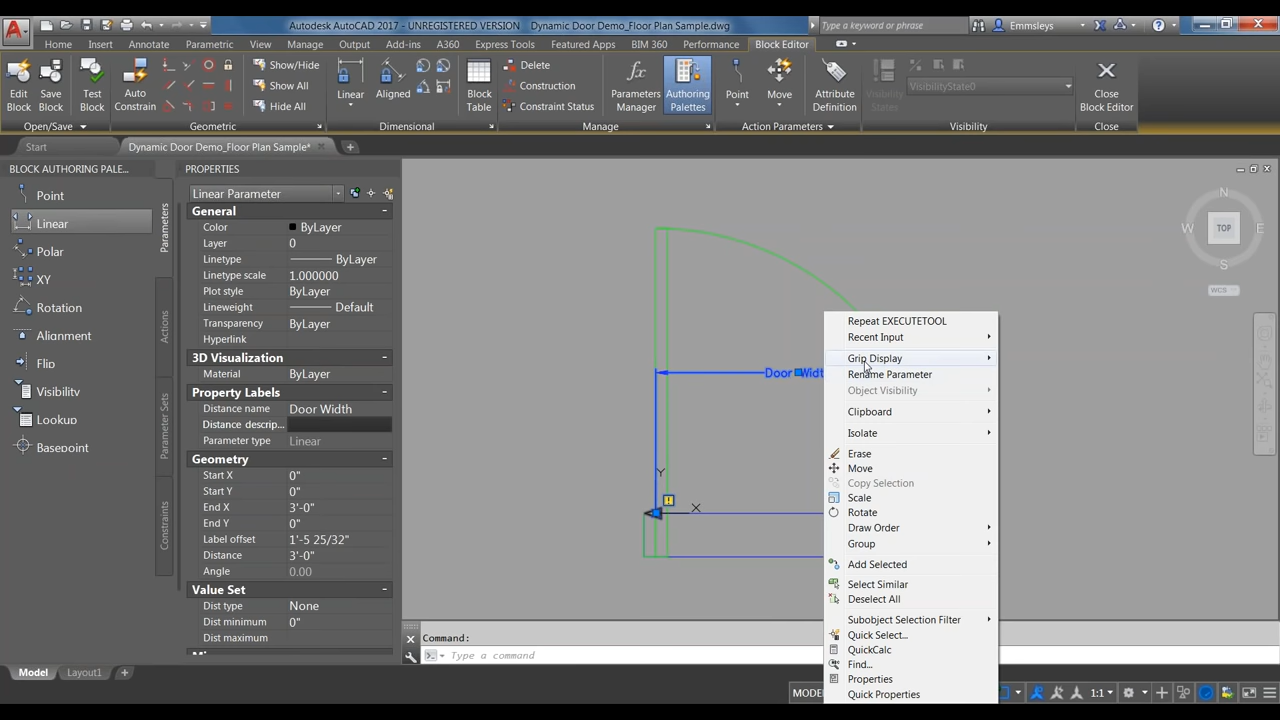 Autodesk AutoCAD 2017 - UNREGISTERED VERSION    Dynamic Door Demo_Floor Plan Sample.dwg
Type a keyword or phrase
Emmsleys
Home Insert Annotate Parametric View Manage Output Add-ins A360 Express Tools Featured Apps BIM 360 Performance Block Editor
Edit Block
Save Block
Test Block
Auto Constrain
Show/Hide
Show All
Hide All
Linear
Aligned
Block Table
Delete
Construction
Constraint Status
Parameters Manager
Authoring Palettes
Point
Move
Attribute Definition
Visibility States
VisibilityState0
Close Block Editor
Open/Save Geometric Dimensional Manage Action Parameters Visibility Close
Start
Dynamic Door Demo_Floor Plan Sample*
BLOCK AUTHORING PALE...
Point
Linear
Polar
XY
Rotation
Alignment
Flip
Visibility
Lookup
Basepoint
Parameters
Actions
Parameter Sets
Constraints
PROPERTIES
Linear Parameter
General
Color ByLayer
Layer 0
Linetype ByLayer
Linetype scale 1.000000
Plot style ByLayer
Lineweight Default
Transparency ByLayer
Hyperlink
3D Visualization
Material ByLayer
Property Labels
Distance name Door Width
Distance descrip...
Parameter type Linear
Geometry
Start X 0"
Start Y 0"
End X 3'-0"
End Y 0"
Label offset 1'-5 25/32"
Distance 3'-0"
Angle 0.00
Value Set
Dist type None
Dist minimum 0"
Dist maximum
Door Widt
Y
X
N
W TOP E
S
WCS
Repeat EXECUTETOOL
Recent Input
Grip Display
Rename Parameter
Object Visibility
Clipboard
Isolate
Erase
Move
Copy Selection
Scale
Rotate
Draw Order
Group
Add Selected
Select Similar
Deselect All
Subobject Selection Filter
Quick Select...
QuickCalc
Find...
Properties
Quick Properties
Command:
Type a command
Model Layout1
MODEL
1:1